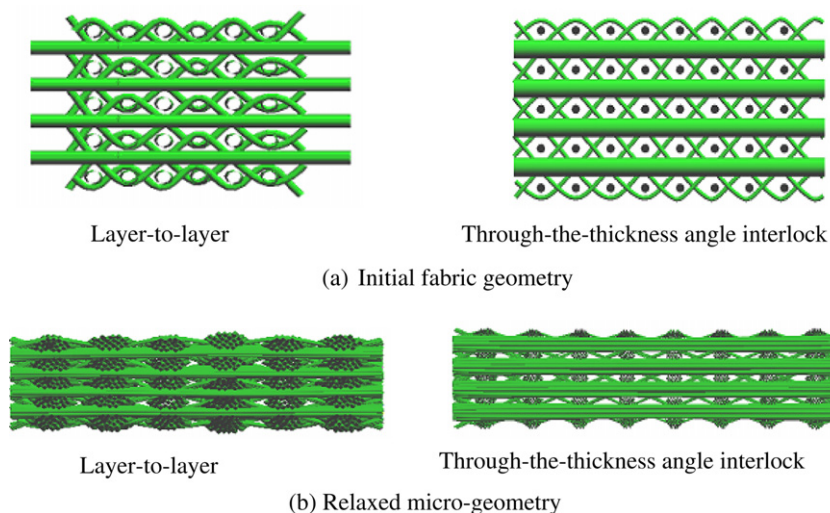 Layer-to-layer
Through-the-thickness angle interlock
(a) Initial fabric geometry
Layer-to-layer
Through-the-thickness angle interlock
(b) Relaxed micro-geometry